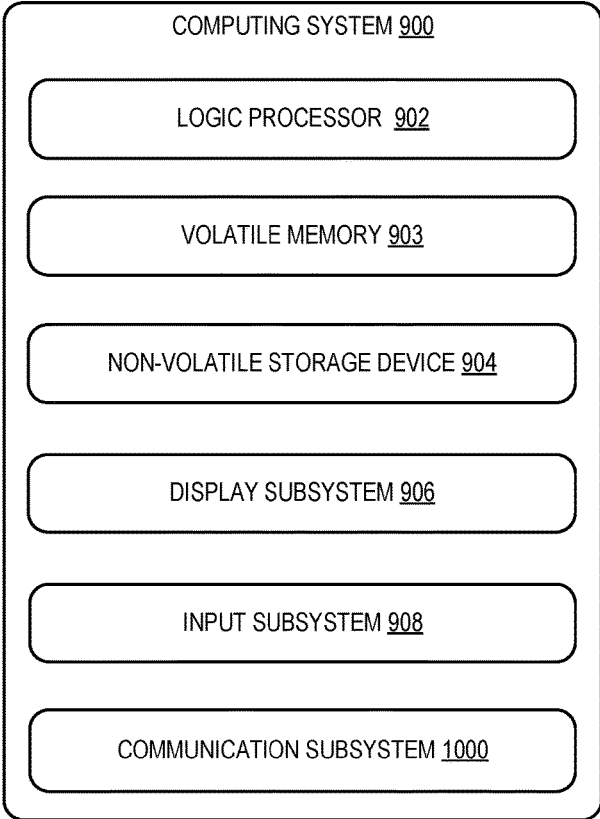 COMPUTING SYSTEM 900
LOGIC PROCESSOR 902
VOLATILE MEMORY 903
NON-VOLATILE STORAGE DEVICE 904
DISPLAY SUBSYSTEM 906
INPUT SUBSYSTEM 908
COMMUNICATION SUBSYSTEM 1000